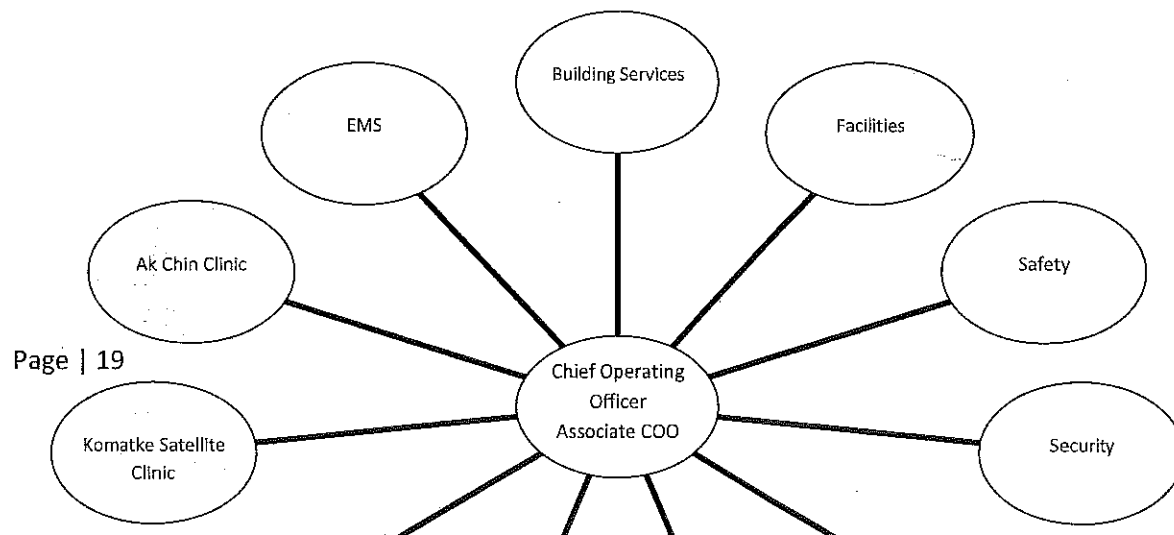 Building Services
EMS
Facilities
Ak Chin Clinic
Safety
Page | 19
Chief Operating
Officer
Associate COO
Komatke Satellite
Clinic
Security